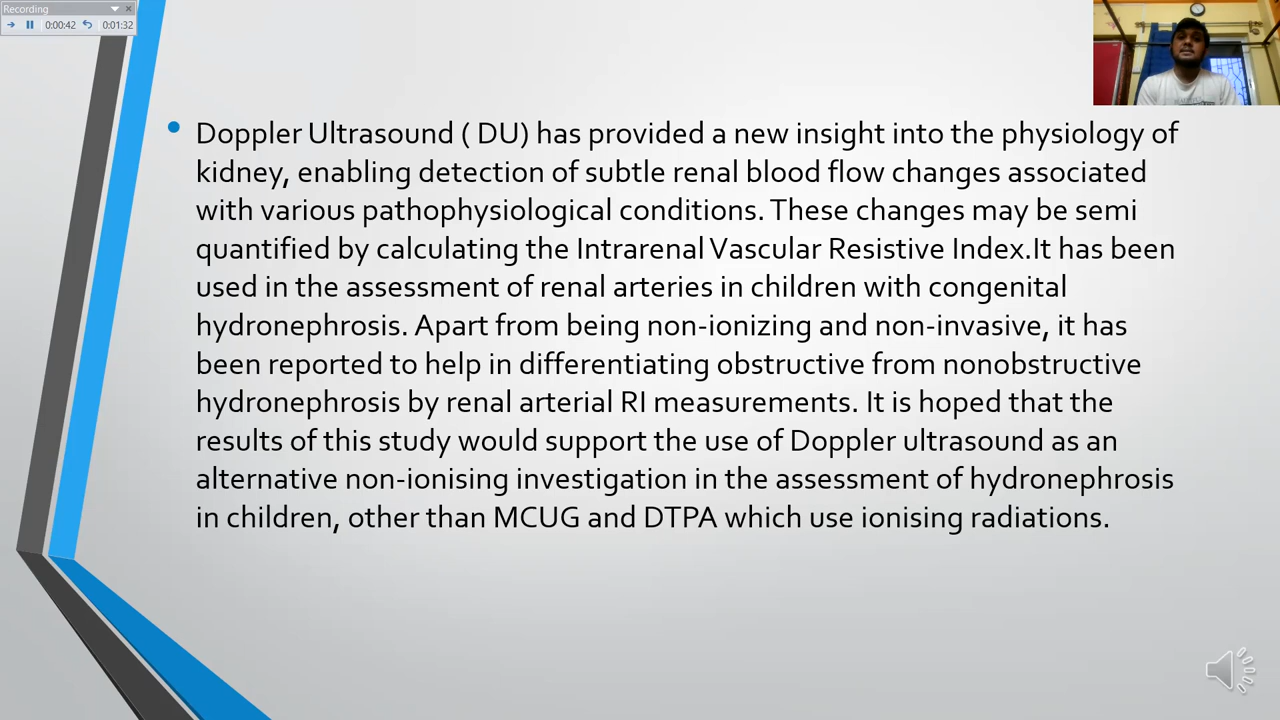 Recording
0:00:42
0:01:32
• Doppler Ultrasound ( DU) has provided a new insight into the physiology of
kidney, enabling detection of subtle renal blood flow changes associated
with various pathophysiological conditions. These changes may be semi
quantified by calculating the Intrarenal Vascular Resistive Index.It has been
used in the assessment of renal arteries in children with congenital
hydronephrosis. Apart from being non-ionizing and non-invasive, it has
been reported to help in differentiating obstructive from nonobstructive
hydronephrosis by renal arterial RI measurements. It is hoped that the
results of this study would support the use of Doppler ultrasound as an
alternative non-ionising investigation in the assessment of hydronephrosis
in children, other than MCUG and DTPA which use ionising radiations.